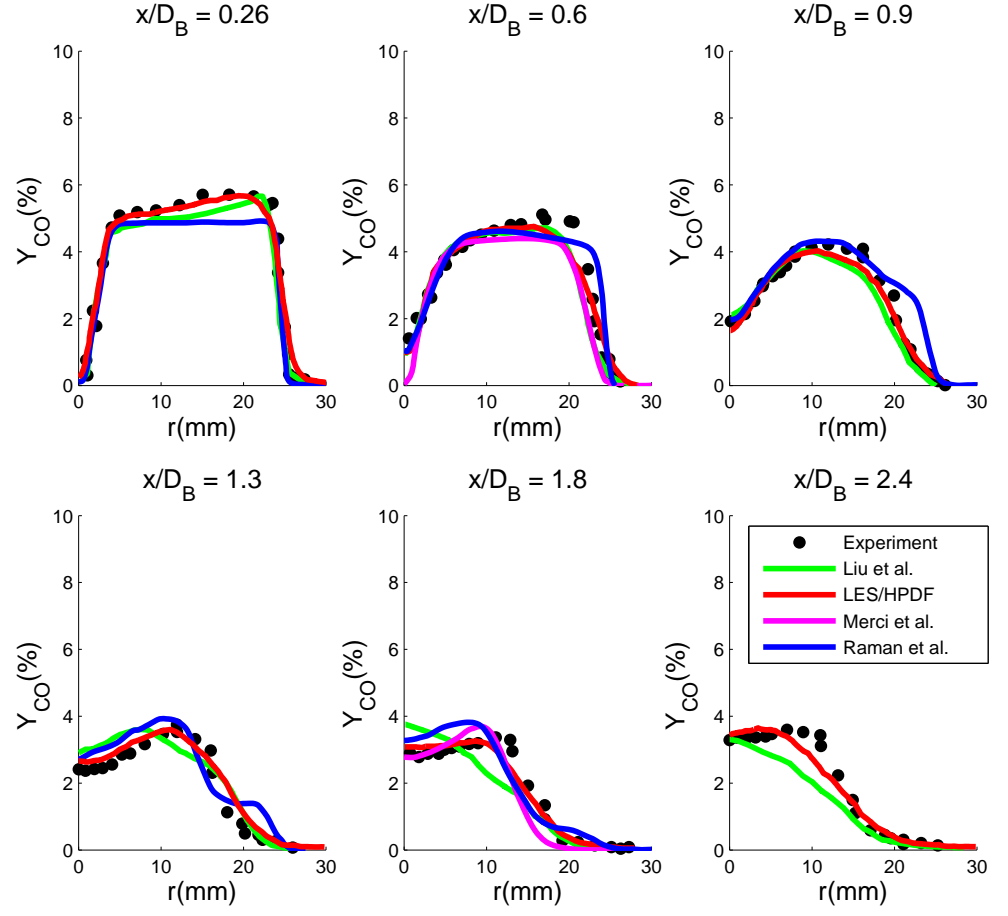 x/D_B = 0.26
10
8
6
4
2
0
Y_CO(%)
0 10 20 30
r(mm)
x/D_B = 0.6
10
8
6
4
2
0
Y_CO(%)
0 10 20 30
r(mm)
x/D_B = 0.9
10
8
6
4
2
0
Y_CO(%)
0 10 20 30
r(mm)
x/D_B = 1.3
10
8
6
4
2
0
Y_CO(%)
0 10 20 30
r(mm)
x/D_B = 1.8
10
8
6
4
2
0
Y_CO(%)
0 10 20 30
r(mm)
x/D_B = 2.4
10
8
6
4
2
0
Y_CO(%)
0 10 20 30
r(mm)
Experiment
Liu et al.
LES/HPDF
Merci et al.
Raman et al.